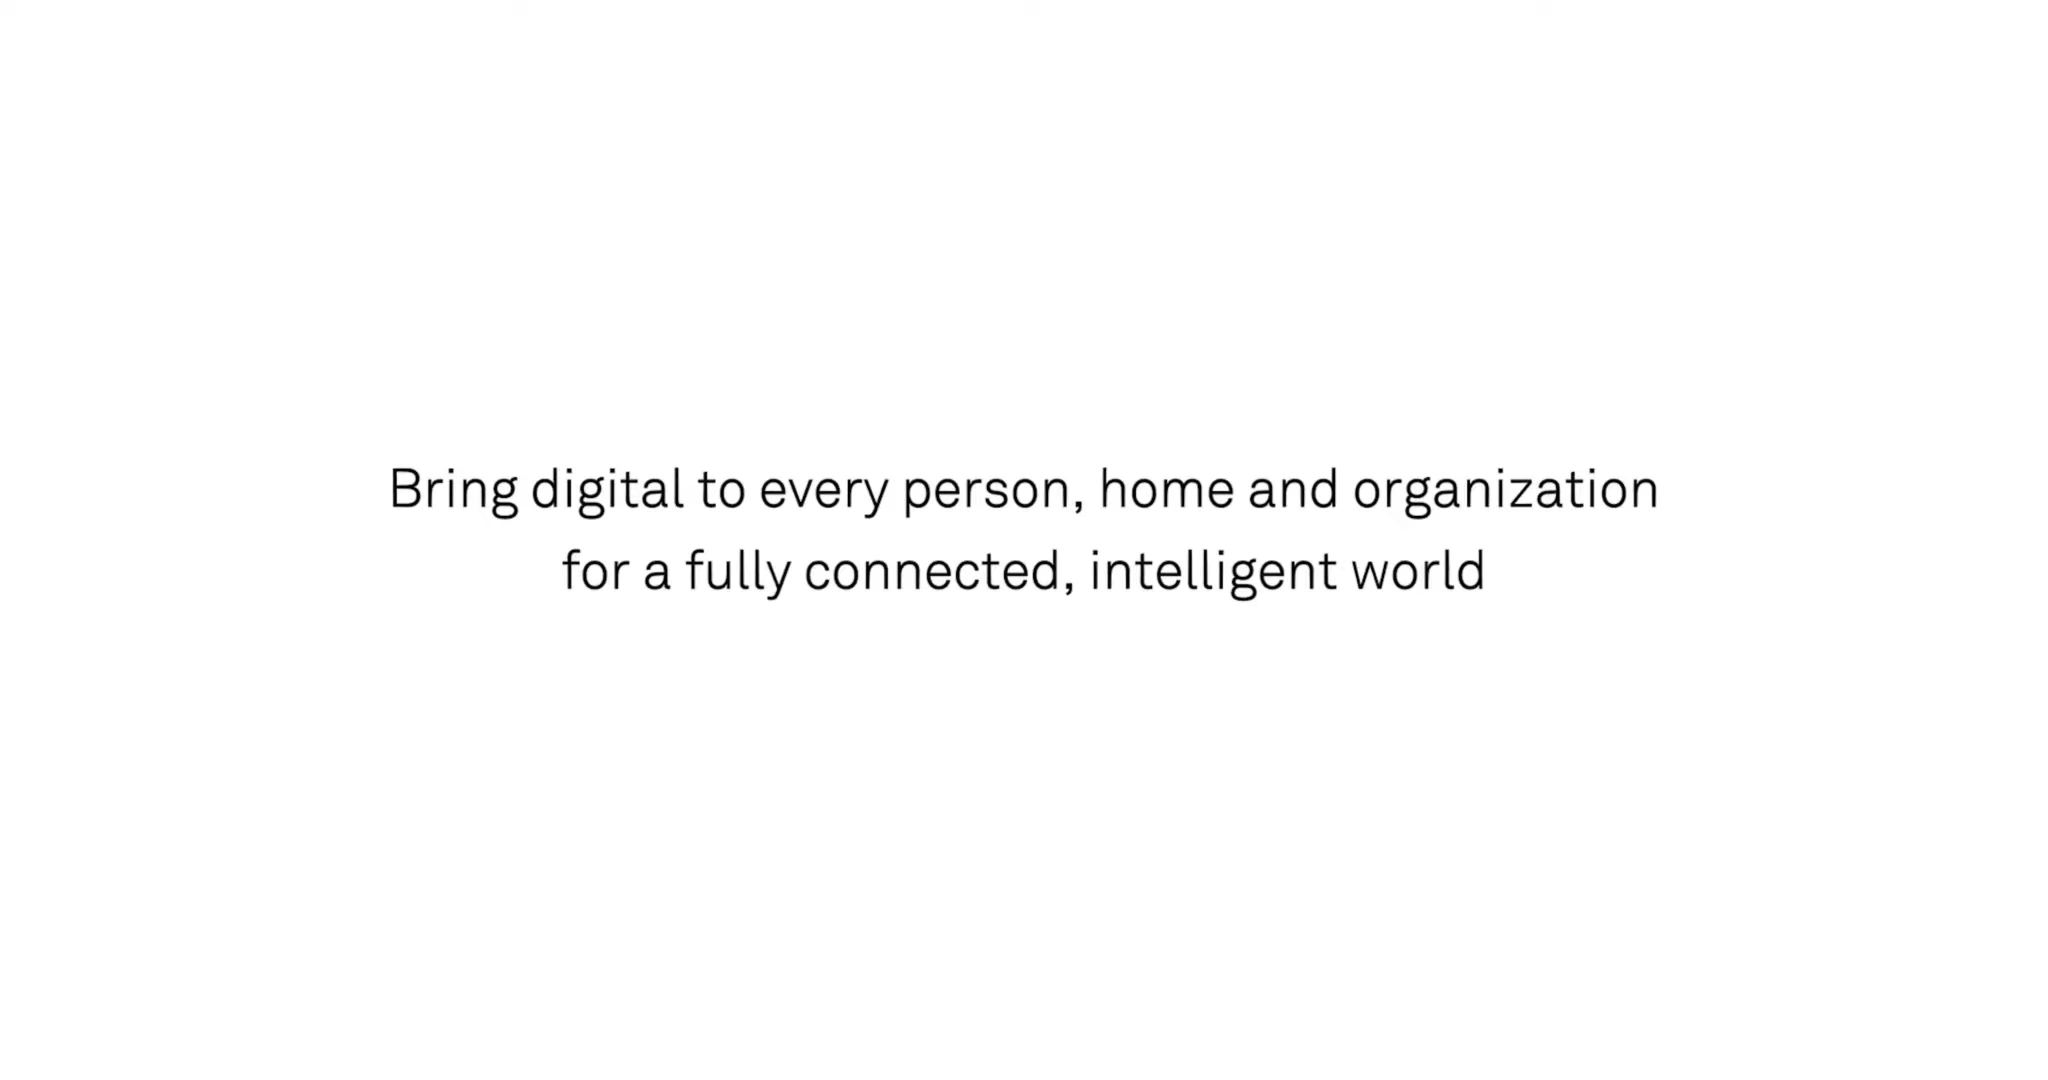 Bring digital to every person, home and organization
for a fully connected, intelligent world